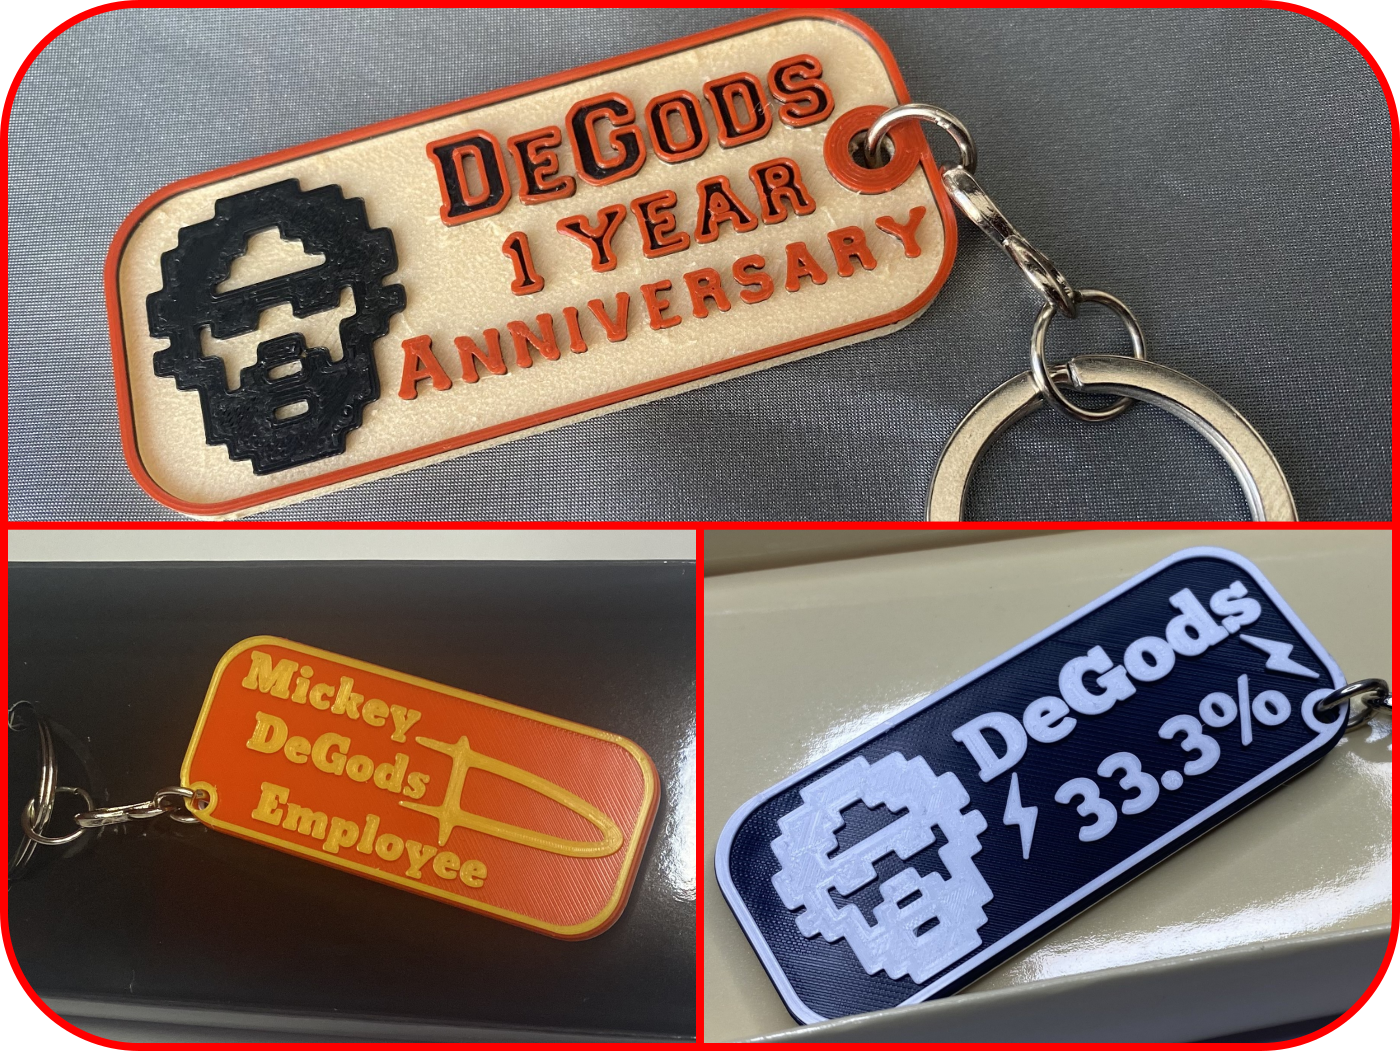 DEGODS
1 YEAR
ANNIVERSARY
Mickey
DeGods
Employee
DeGods
33.3%